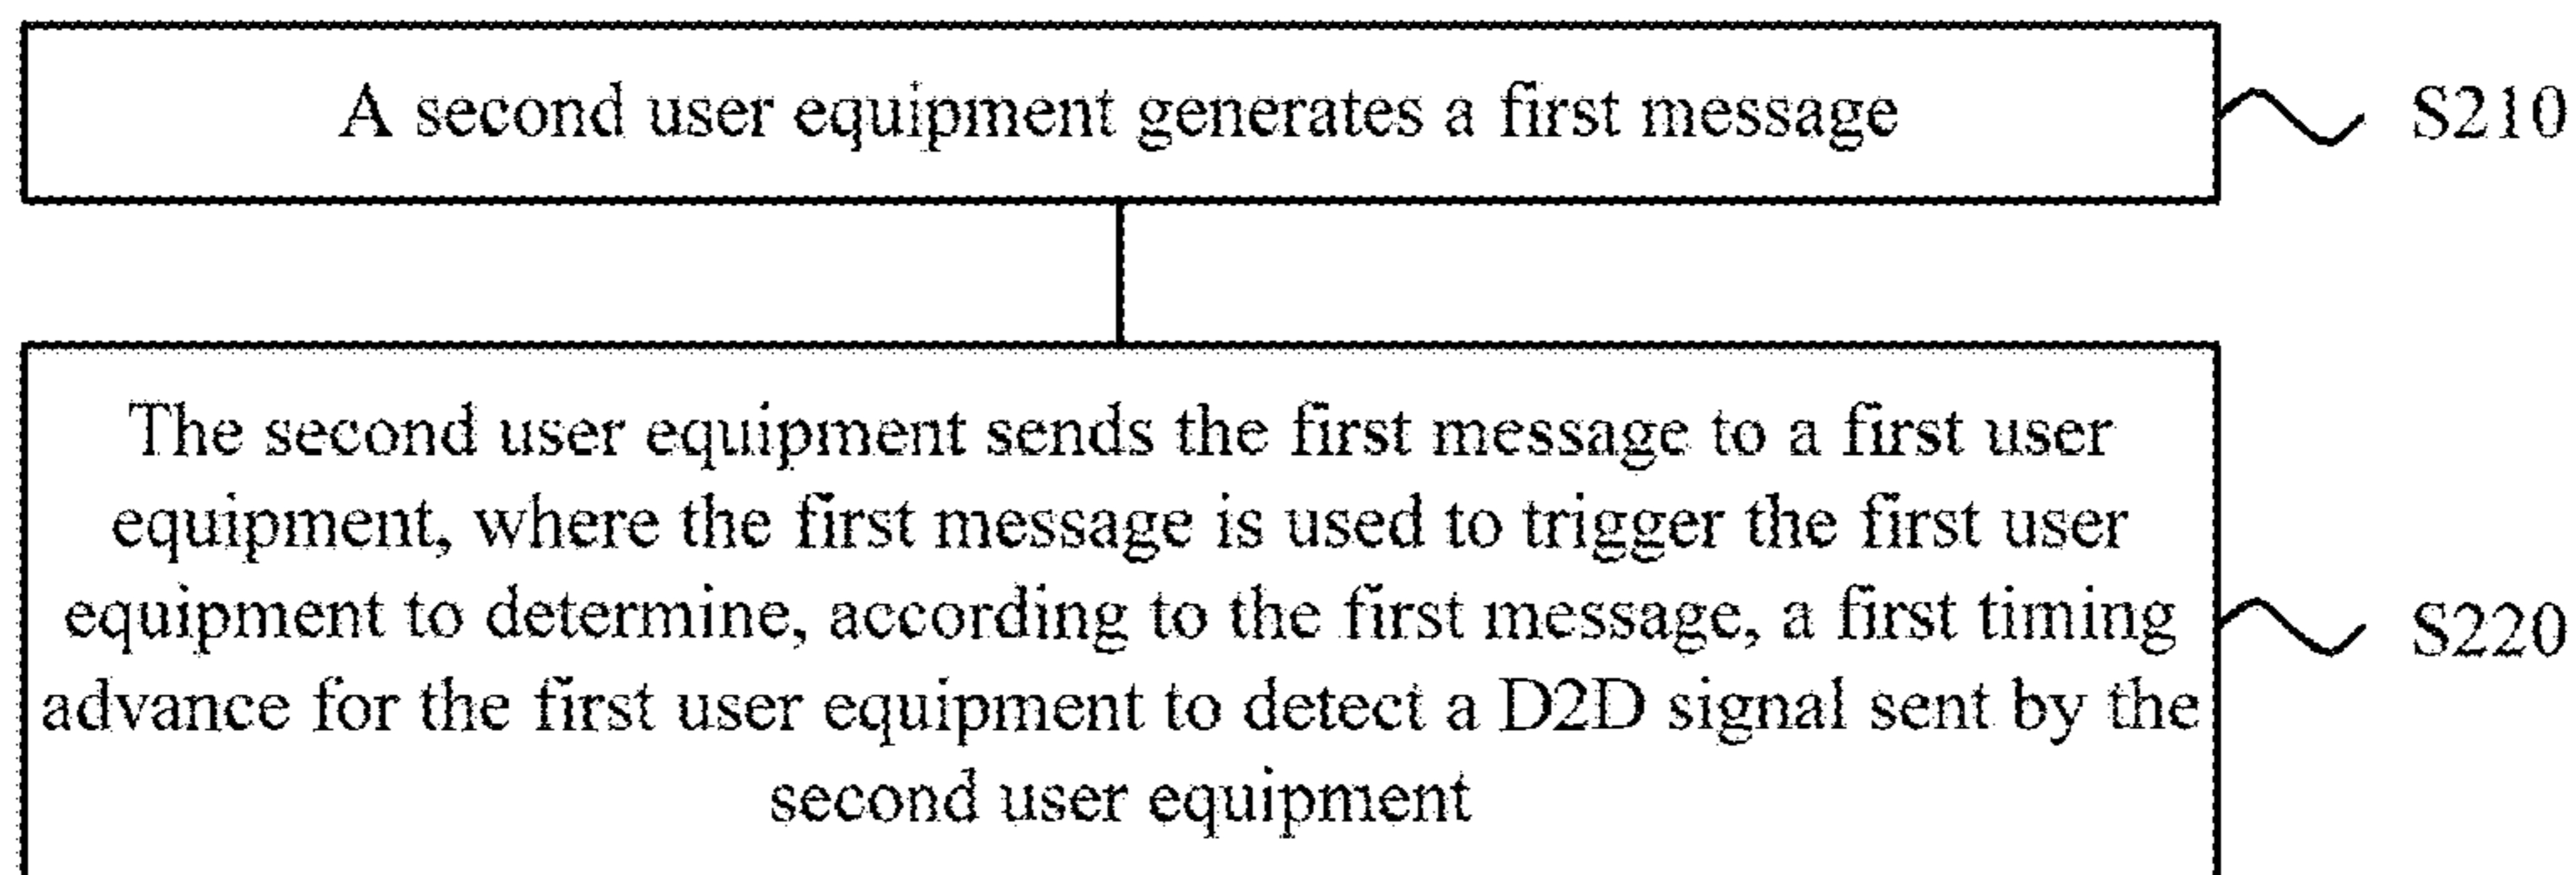 A second user equipment generates a first message
S210
The second user equipment sends the first message to a first user
equipment, where the first message is used to trigger the first user
equipment to determine, according to the first message, a first timing
S220
advance for the first user equipment to detect a D2D signal sent by the
second user equipment